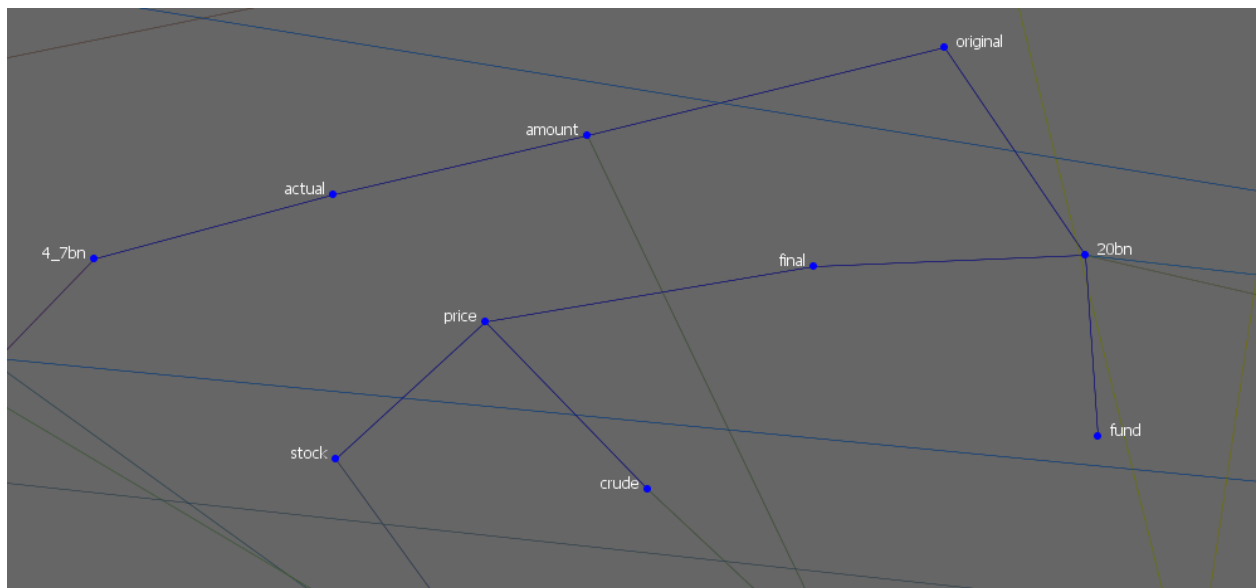 original
amount
actual
4_7bn
20bn
final
price
fund
stock
crude